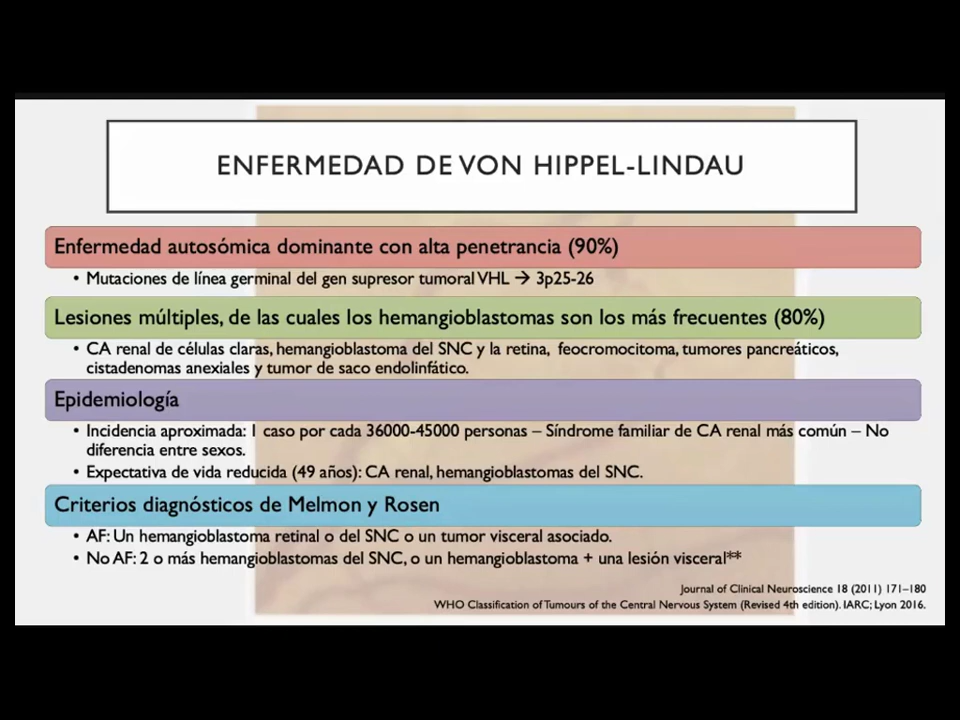 ENFERMEDAD DE VON HIPPEL-LINDAU
Enfermedad autosómica dominante con alta penetrancia (90%)
• Mutaciones de línea germinal del gen supresor tumoral VHL → 3p25-26
Lesiones múltiples, de las cuales los hemangioblastomas son los más frecuentes (80%)
• CA renal de células claras, hemangioblastoma del SNC y la retina, feocromocitoma, tumores pancreáticos,
cistadenomas anexiales y tumor de saco endolinfático.
Epidemiología
• Incidencia aproximada: 1 caso por cada 36000-45000 personas – Síndrome familiar de CA renal más común – No
diferencia entre sexos.
• Expectativa de vida reducida (49 años): CA renal, hemangioblastomas del SNC.
Criterios diagnósticos de Melmon y Rosen
• AF: Un hemangioblastoma retinal o del SNC o un tumor visceral asociado.
• No AF: 2 o más hemangioblastomas del SNC, o un hemangioblastoma + una lesión visceral**
Journal of Clinical Neuroscience 18 (2011) 171–180
WHO Classification of Tumours of the Central Nervous System (Revised 4th edition). IARC; Lyon 2016.